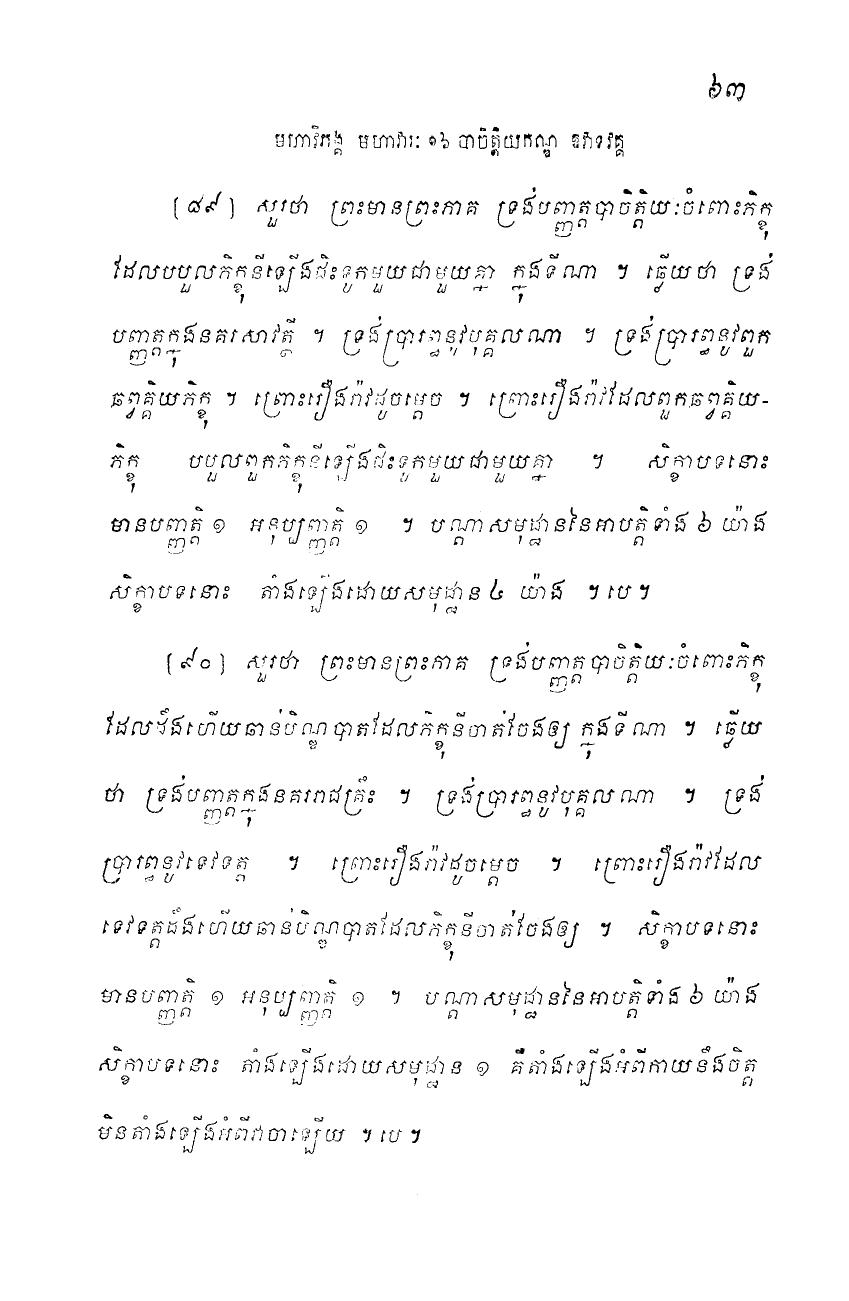 ៦៣
មហាវិភង្គ មហាវារៈ ១៦ បាចិត្តិយកណ្ឌ ឱវាទវគ្គ
(៨៩) សួរថា ព្រះមានព្រះភាគ ទ្រង់បញ្ញត្តបាចិត្តិយៈចំពោះភិក្ខុ
ដែលបបួលភិក្ខុនីឡើងជិះទូកមួយជាមួយគ្នា ក្នុងទីណា ។ ឆ្លើយថា ទ្រង់
បញ្ញត្តក្នុងនគរសាវត្ថី ។ ទ្រង់ប្រារព្ធនូវបុគ្គលណា ។ ទ្រង់ប្រារព្ធនូវពួក
ឆព្វគ្គិយភិក្ខុ ។ ព្រោះរឿងរ៉ាវដូចម្តេច ។ ព្រោះរឿងរ៉ាវដែលពួកឆព្វគ្គិយ-
ភិក្ខុ បបួលពួកភិក្ខុនីឡើងជិះទូកមួយជាមួយគ្នា ។ សិក្ខាបទនោះ
មានបញ្ញត្តិ ១ អនុប្បញ្ញត្តិ ១ ។ បណ្តាសមុដ្ឋាននៃអាបត្តិទាំង ៦ យ៉ាង
សិក្ខាបទនោះ តាំងឡើងដោយសមុដ្ឋាន ៤ យ៉ាង ។ បេ ។
(៩០) សួរថា ព្រះមានព្រះភាគ ទ្រង់បញ្ញត្តបាចិត្តិយៈចំពោះភិក្ខុ
ដែលដឹងហើយឆាន់បិណ្ឌបាតដែលភិក្ខុនីចាត់ចែងឲ្យ ក្នុងទីណា ។ ឆ្លើយ
ថា ទ្រង់បញ្ញត្តក្នុងនគររាជគ្រឹះ ។ ទ្រង់ប្រារព្ធនូវបុគ្គលណា ។ ទ្រង់
ប្រារព្ធនូវទេវទត្ត ។ ព្រោះរឿងរ៉ាវដូចម្តេច ។ ព្រោះរឿងរ៉ាវដែល
ទេវទត្តដឹងហើយឆាន់បិណ្ឌបាតដែលភិក្ខុនីចាត់ចែងឲ្យ ។ សិក្ខាបទនោះ
មានបញ្ញត្តិ ១ អនុប្បញ្ញត្តិ ១ ។ បណ្តាសមុដ្ឋាននៃអាបត្តិទាំង ៦ យ៉ាង
សិក្ខាបទនោះ តាំងឡើងដោយសមុដ្ឋាន ១ គឺតាំងឡើងអំពីកាយនឹងចិត្ត
មិនតាំងឡើងអំពីវាចាឡើយ ។ បេ ។